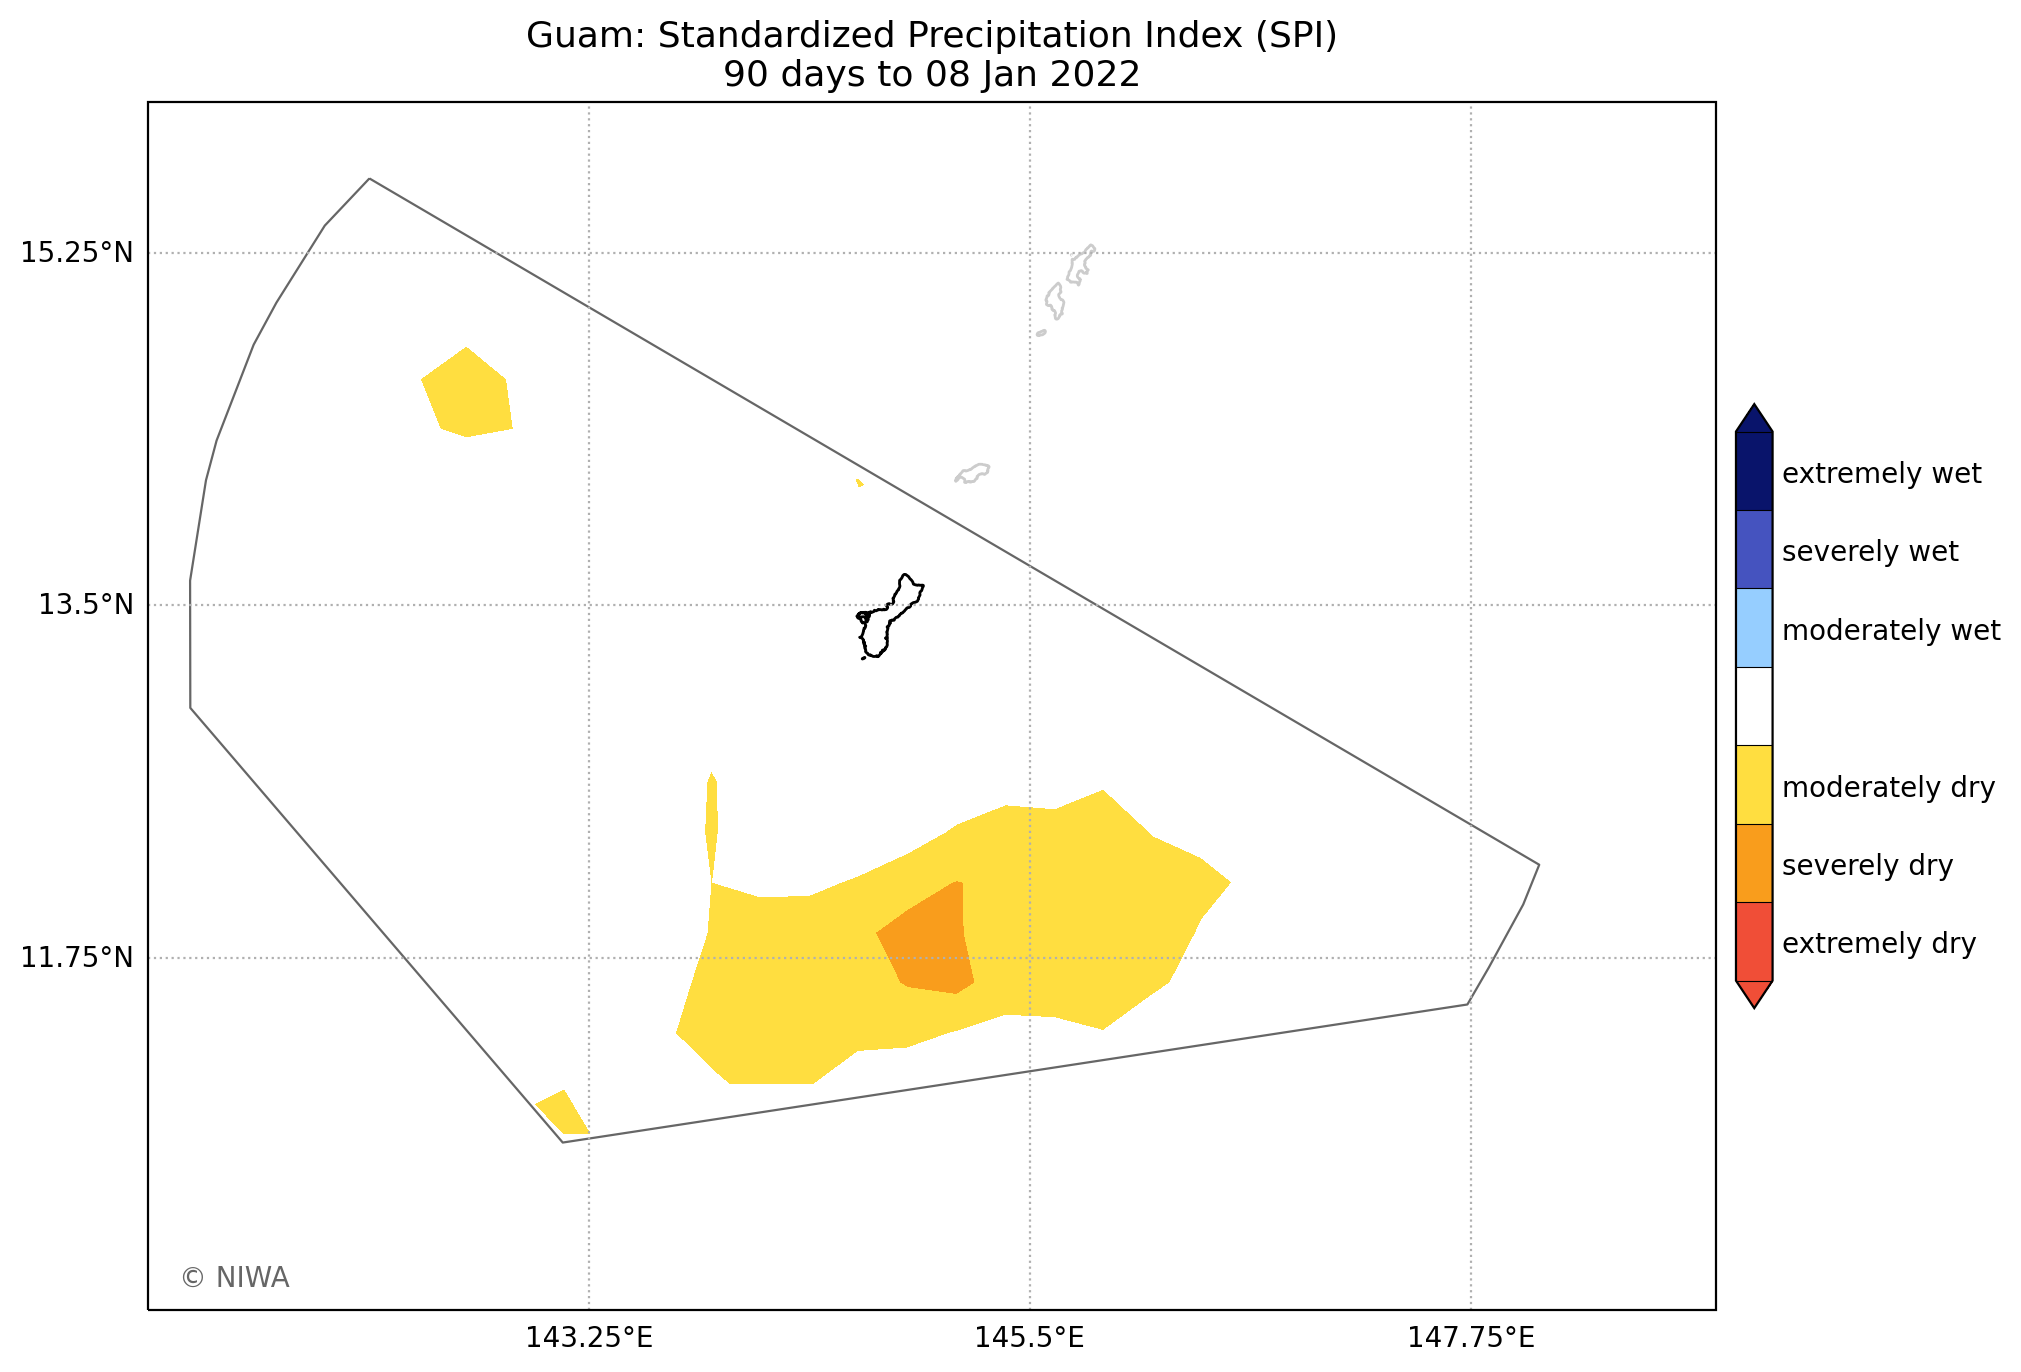 Guam: Standardized Precipitation Index (SPI)
90 days to 08 Jan 2022
15.25°N
13.5°N
11.75°N
143.25°E
145.5°E
147.75°E
extremely wet
severely wet
moderately wet
moderately dry
severely dry
extremely dry
© NIWA